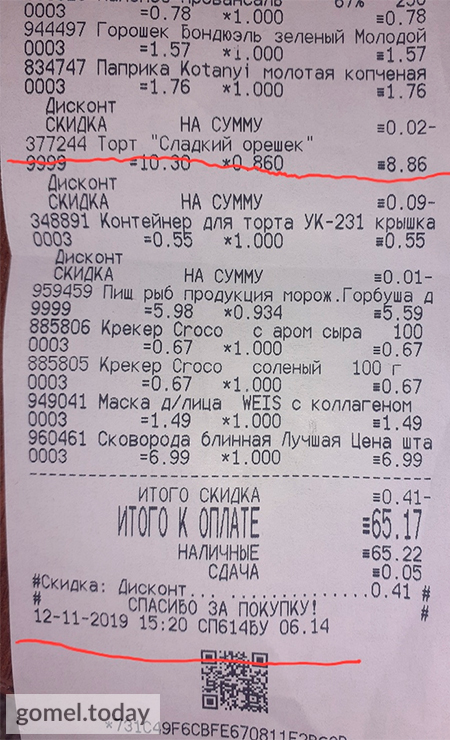 0003 =0.78 *1.000 ≡0.78
944497 Горошек Бондюэль зеленый Молодой
0003 =1.57 *1.000 ≡1.57
834747 Паприка Kotanyi молотая копченая
0003 =1.76 *1.000 ≡1.76
Дисконт
СКИДКА НА СУММУ ≡0.02-
377244 Торт "Сладкий орешек"
9999 =10.30 *0.860 ≡8.86
Дисконт
СКИДКА НА СУММУ ≡0.09-
348891 Контейнер для торта УК-231 крышка
0003 =0.55 *1.000 ≡0.55
Дисконт
СКИДКА НА СУММУ ≡0.01-
959459 Пищ рыб продукция морож.Горбуша д
9999 =5.98 *0.934 ≡5.59
885806 Крекер Croco с аром сыра 100
0003 =0.67 *1.000 ≡0.67
885805 Крекер Croco соленый 100 г
0003 =0.67 *1.000 ≡0.67
949041 Маска д/лица WEIS с коллагеном
0003 =1.49 *1.000 ≡1.49
960461 Сковорода блинная Лучшая Цена шта
0003 =6.99 *1.000 ≡6.99
ИТОГО СКИДКА ≡0.41-
ИТОГО К ОПЛАТЕ ≡65.17
НАЛИЧНЫЕ ≡65.22
СДАЧА ≡0.05
#Скидка: Дисконт...................0.41 #
# СПАСИБО ЗА ПОКУПКУ! #
12-11-2019 15:20 СП614БУ 06.14
gomel.today